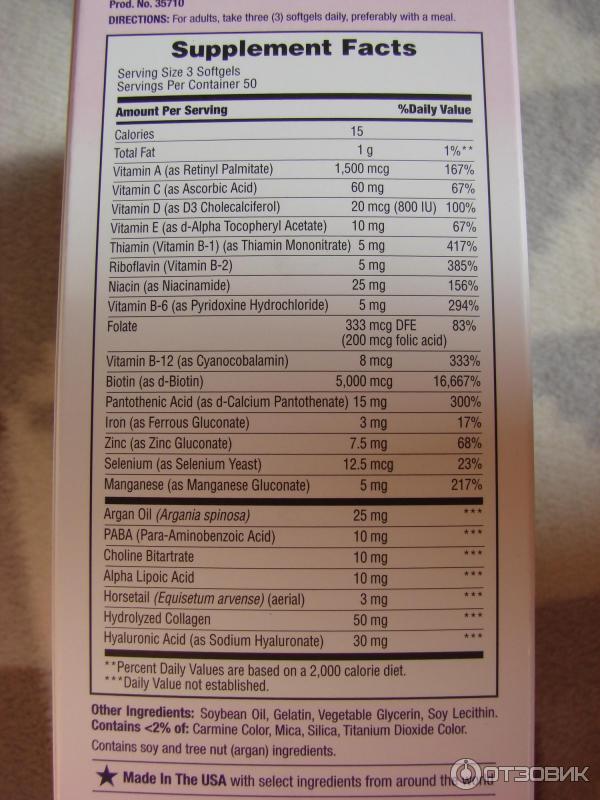 Prod. No. 35710
DIRECTIONS: For adults, take three (3) softgels daily, preferably with a meal.
Supplement Facts
Serving Size 3 Softgels
Servings Per Container 50
Amount Per Serving %Daily Value
Calories 15
Total Fat 1 g 1%**
Vitamin A (as Retinyl Palmitate) 1,500 mcg 167%
Vitamin C (as Ascorbic Acid) 60 mg 67%
Vitamin D (as D3 Cholecalciferol) 20 mcg (800 IU) 100%
Vitamin E (as d-Alpha Tocopheryl Acetate) 10 mg 67%
Thiamin (Vitamin B-1) (as Thiamin Mononitrate) 5 mg 417%
Riboflavin (Vitamin B-2) 5 mg 385%
Niacin (as Niacinamide) 25 mg 156%
Vitamin B-6 (as Pyridoxine Hydrochloride) 5 mg 294%
Folate 333 mcg DFE 83%
(200 mcg folic acid)
Vitamin B-12 (as Cyanocobalamin) 8 mcg 333%
Biotin (as d-Biotin) 5,000 mcg 16,667%
Pantothenic Acid (as d-Calcium Pantothenate) 15 mg 300%
Iron (as Ferrous Gluconate) 3 mg 17%
Zinc (as Zinc Gluconate) 7.5 mg 68%
Selenium (as Selenium Yeast) 12.5 mcg 23%
Manganese (as Manganese Gluconate) 5 mg 217%
Argan Oil (Argania spinosa) 25 mg ***
PABA (Para-Aminobenzoic Acid) 10 mg ***
Choline Bitartrate 10 mg ***
Alpha Lipoic Acid 10 mg ***
Horsetail (Equisetum arvense) (aerial) 3 mg ***
Hydrolyzed Collagen 50 mg ***
Hyaluronic Acid (as Sodium Hyaluronate) 30 mg ***
**Percent Daily Values are based on a 2,000 calorie diet.
***Daily Value not established.
Other Ingredients: Soybean Oil, Gelatin, Vegetable Glycerin, Soy Lecithin.
Contains <2% of: Carmine Color, Mica, Silica, Titanium Dioxide Color.
Contains soy and tree nut (argan) ingredients.
★ Made In The USA with select ingredients from around the world
ОТЗОВИК